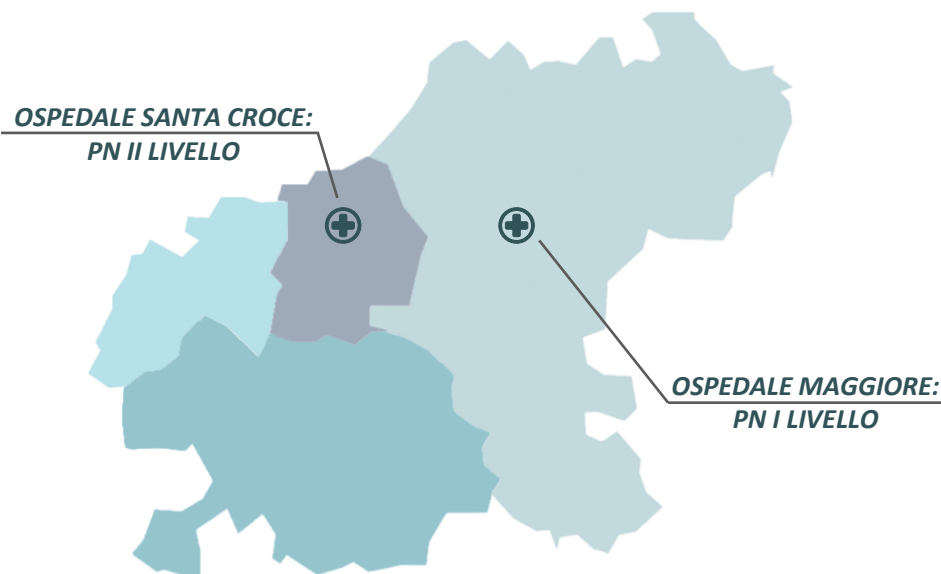 OSPEDALE SANTA CROCE:
PN II LIVELLO
OSPEDALE MAGGIORE:
PN I LIVELLO